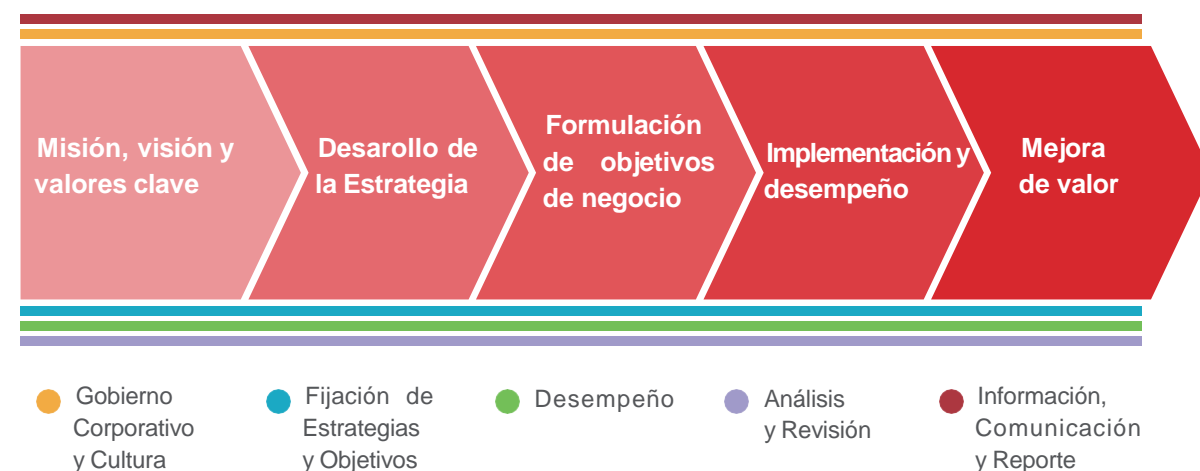 Misión, visión y
valores clave
Desarollo de
la Estrategia
Formulación
de objetivos
de negocio
Implementación y
desempeño
Mejora
de valor
Gobierno
Corporativo
y Cultura
Fijación de
Estrategias
y Objetivos
Desempeño
Análisis
y Revisión
Información,
Comunicación
y Reporte